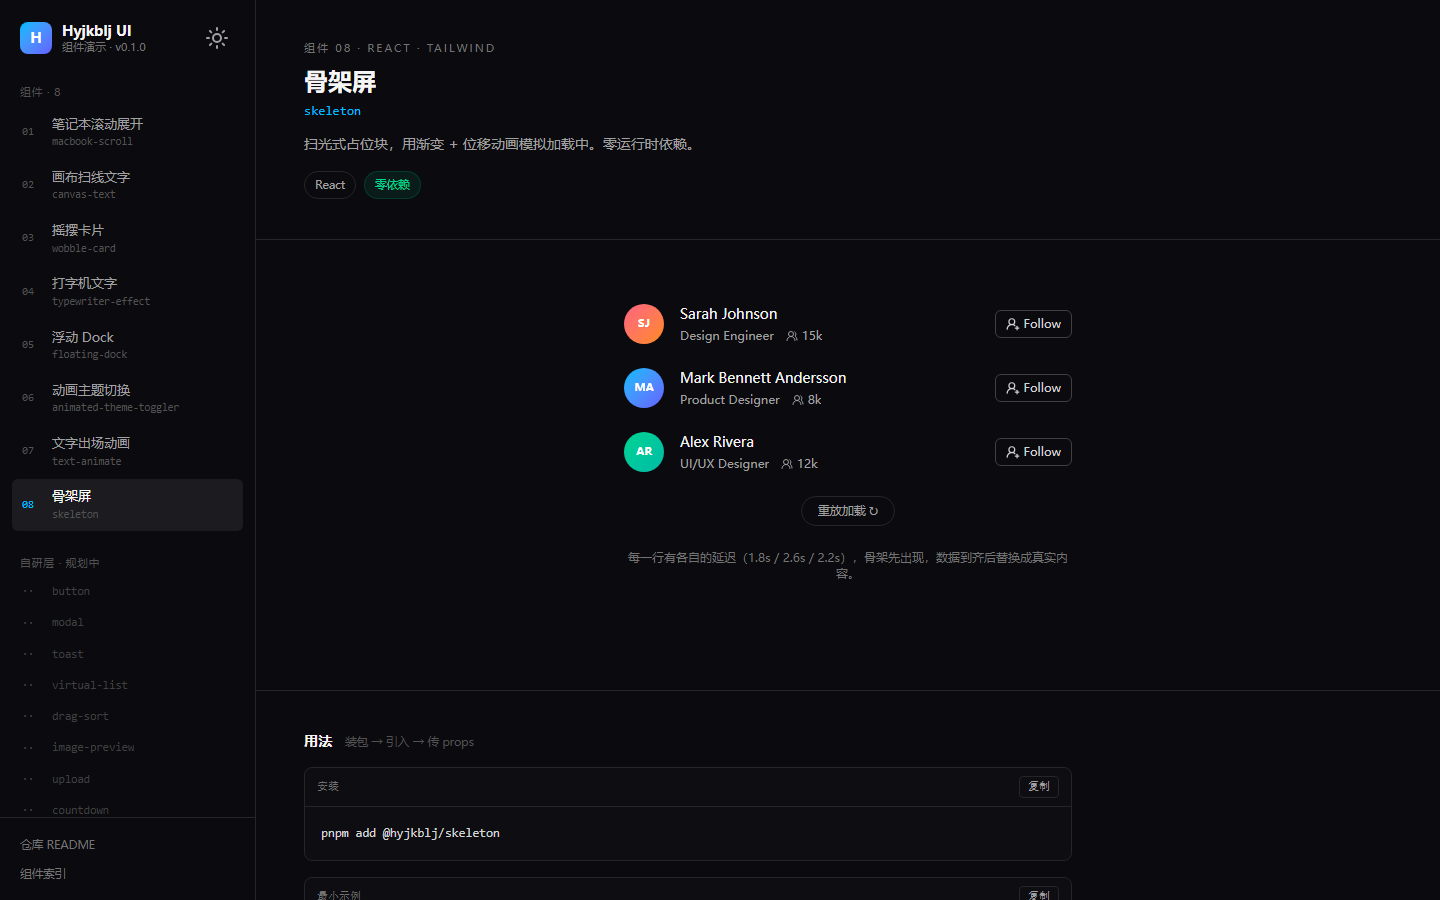 H
Hyjkblj UI
组件演示 · v0.1.0
组件 · 8
01
笔记本滚动展开
macbook-scroll
02
画布扫线文字
canvas-text
03
摇摆卡片
wobble-card
04
打字机文字
typewriter-effect
05
浮动 Dock
floating-dock
06
动画主题切换
animated-theme-toggler
07
文字出场动画
text-animate
08
骨架屏
skeleton
自研层 · 规划中
·· button
·· modal
·· toast
·· virtual-list
·· drag-sort
·· image-preview
·· upload
·· countdown
仓库 README
组件索引
组件 08 · REACT · TAILWIND
骨架屏
skeleton
扫光式占位块，用渐变 + 位移动画模拟加载中。零运行时依赖。
React 零依赖
SJ
Sarah Johnson
Design Engineer 15k
Follow
MA
Mark Bennett Andersson
Product Designer 8k
Follow
AR
Alex Rivera
UI/UX Designer 12k
Follow
重放加载 ↻
每一行有各自的延迟（1.8s / 2.6s / 2.2s），骨架先出现，数据到齐后替换成真实内
容。
用法 装包 → 引入 → 传 props
安装 复制
pnpm add @hyjkblj/skeleton
最小示例 复制